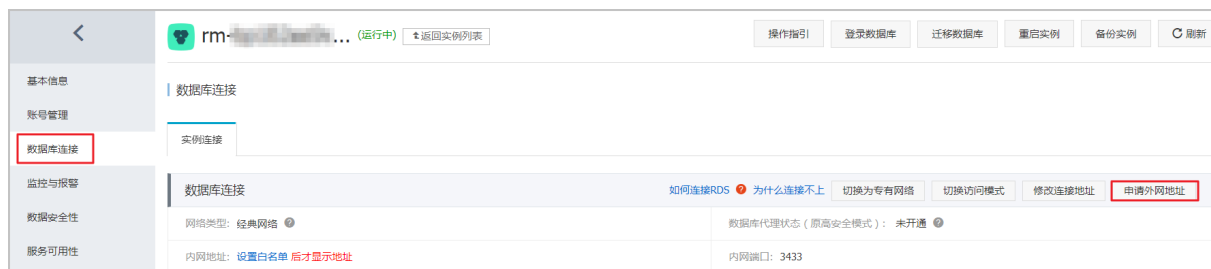 rm- ... (运行中) 返回实例列表 操作指引 登录数据库 迁移数据库 重启实例 备份实例 刷新
基本信息
账号管理
数据库连接
监控与报警
数据安全性
服务可用性
数据库连接
实例连接
数据库连接 如何连接RDS ? 为什么连接不上 切换为专有网络 切换访问模式 修改连接地址 申请外网地址
网络类型: 经典网络 ? 数据库代理状态 ( 原高安全模式 ) : 未开通 ?
内网地址: 设置白名单 后才显示地址 内网端口: 3433